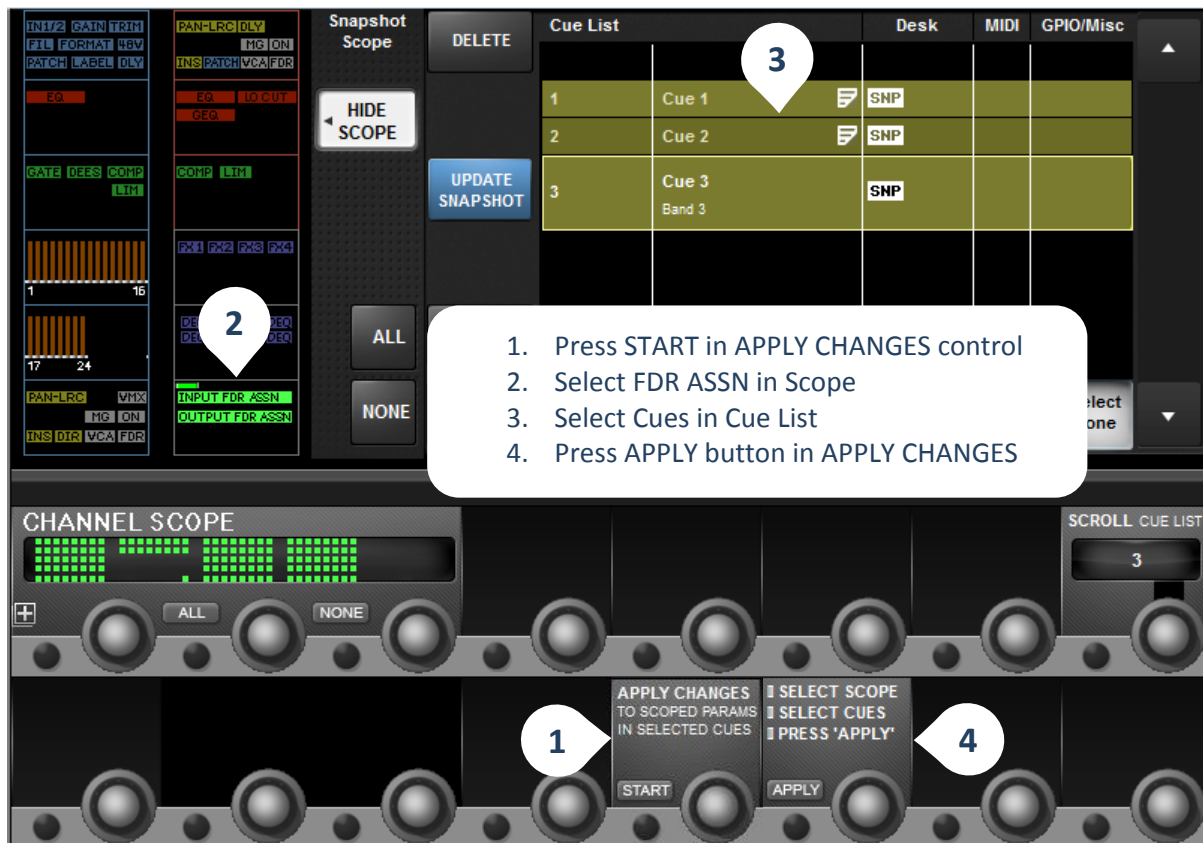 IN1/2 GAIN TRIM
FIL FORMAT 48V
PATCH LABEL DLY
PAN-LRC DLY
MG ON
INS PATCH VCA FDR
EQ
EQ LO CUT
GEQ
GATE DEES COMP
LIM
COMP LIM
1 16
FX1 FX2 FX3 FX4
17 24
PAN-LRC VMX
MG ON
INS DIR VCA FDR
INPUT FDR ASSN
OUTPUT FDR ASSN
2
Snapshot
Scope
HIDE
SCOPE
ALL
NONE
DELETE
UPDATE
SNAPSHOT
Cue List Desk MIDI GPIO/Misc
3
1 Cue 1 SNP
2 Cue 2 SNP
3 Cue 3 SNP
Band 3
1. Press START in APPLY CHANGES control
2. Select FDR ASSN in Scope
3. Select Cues in Cue List
4. Press APPLY button in APPLY CHANGES
CHANNEL SCOPE
ALL NONE
SCROLL CUE LIST
3
1
APPLY CHANGES
TO SCOPED PARAMS
IN SELECTED CUES
START
SELECT SCOPE
SELECT CUES
PRESS 'APPLY'
APPLY
4